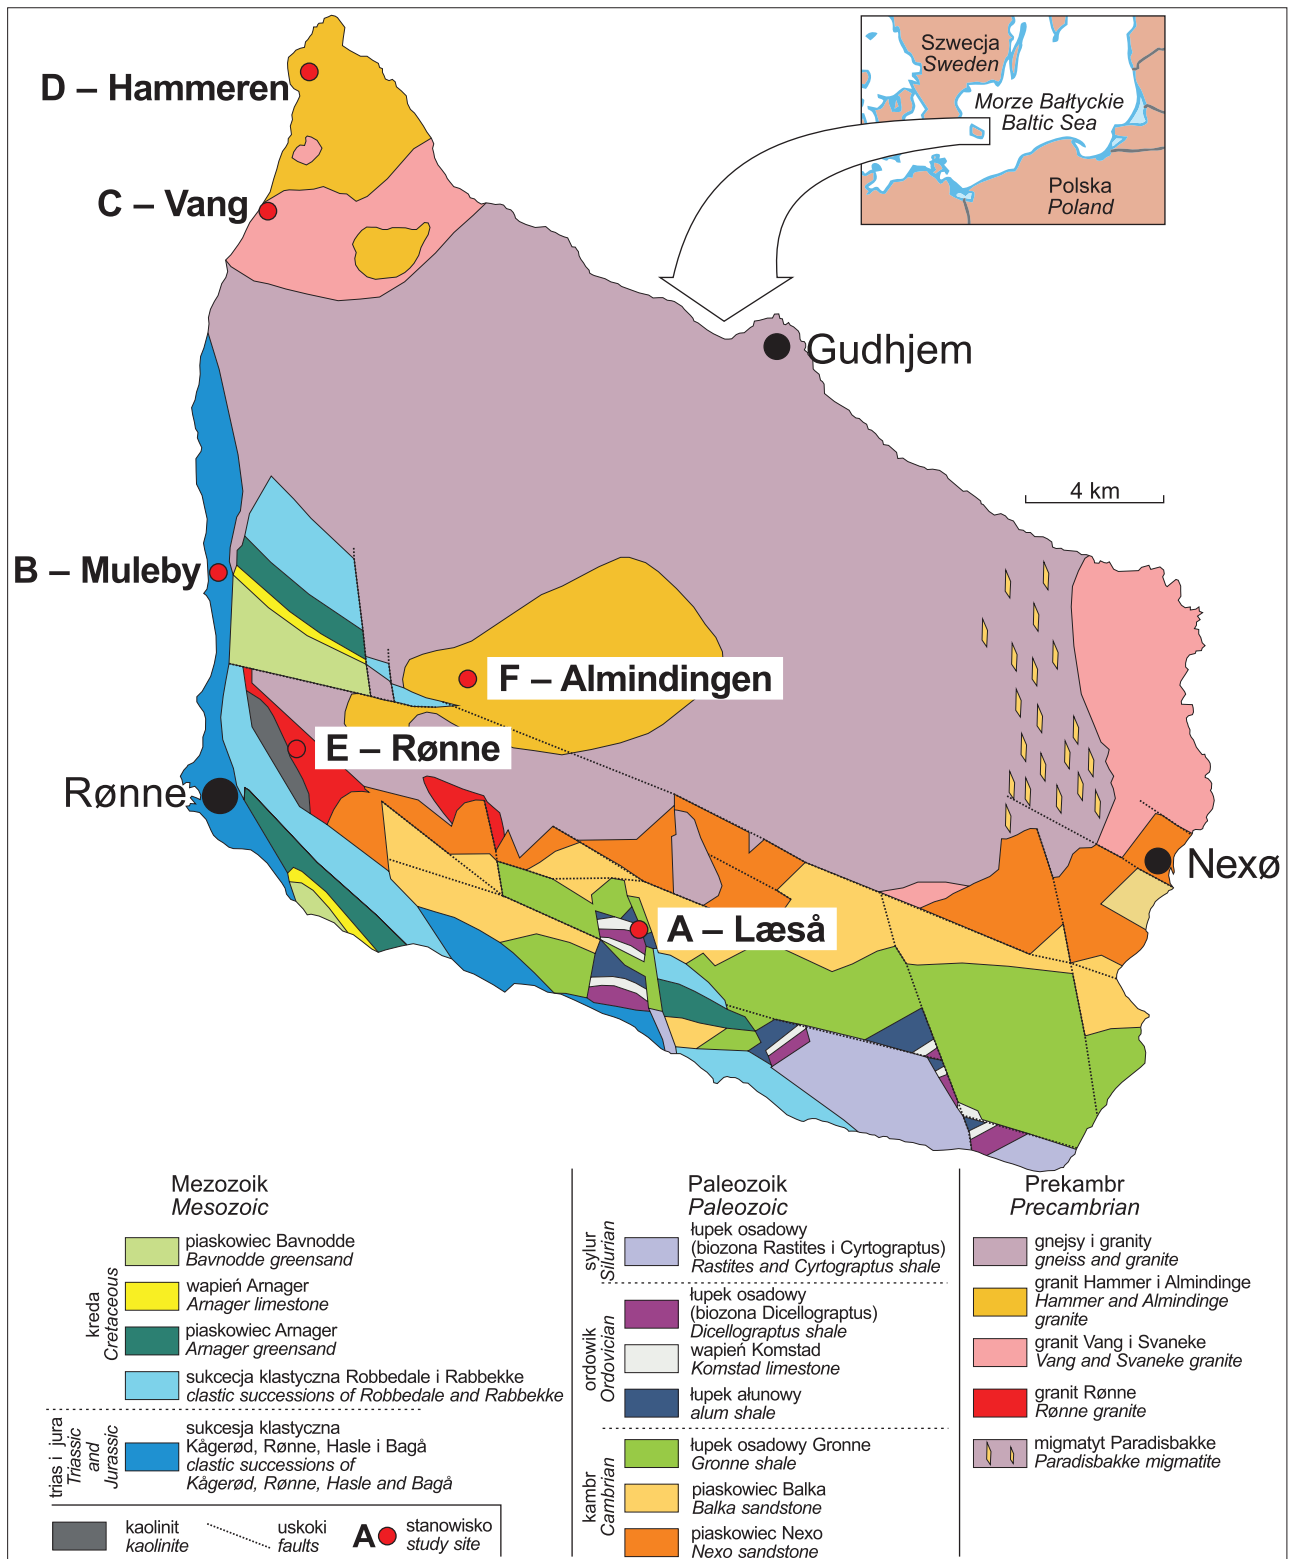 D – Hammeren
C – Vang
Szwecja
Sweden
Morze Bałtyckie
Baltic Sea
Polska
Poland
Gudhjem
4 km
B – Muleby
F – Almindingen
E – Rønne
Rønne
Nexø
A – Læså
Mezozoik
Mesozoic
kreda
Cretaceous
piaskowiec Bavnodde
Bavnodde greensand
wapień Arnager
Arnager limestone
piaskowiec Arnager
Arnager greensand
sukcecja klastyczna Robbedale i Rabbekke
clastic successions of Robbedale and Rabbekke
trias i jura
Triassic
and
Jurassic
sukcesja klastyczna
Kågerød, Rønne, Hasle i Bagå
clastic successions of
Kågerød, Rønne, Hasle and Bagå
kaolinit
kaolinite
uskoki
faults
A
stanowisko
study site
Paleozoik
Paleozoic
sylur
Silurian
łupek osadowy
(biozona Rastites i Cyrtograptus)
Rastites and Cyrtograptus shale
ordowik
Ordovician
łupek osadowy
(biozona Dicellograptus)
Dicellograptus shale
wapień Komstad
Komstad limestone
łupek ałunowy
alum shale
kambr
Cambrian
łupek osadowy Gronne
Gronne shale
piaskowiec Balka
Balka sandstone
piaskowiec Nexo
Nexo sandstone
Prekambr
Precambrian
gnejsy i granity
gneiss and granite
granit Hammer i Almindinge
Hammer and Almindinge
granite
granit Vang i Svaneke
Vang and Svaneke granite
granit Rønne
Rønne granite
migmatyt Paradisbakke
Paradisbakke migmatite